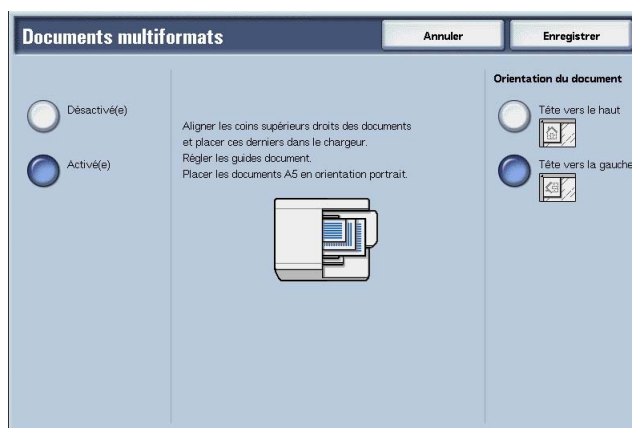 Documents multiformats
Annuler
Enregistrer
Désactivé(e)
Activé(e)
Aligner les coins supérieurs droits des documents
et placer ces derniers dans le chargeur.
Régler les guides document.
Placer les documents A5 en orientation portrait.
Orientation du document
Tête vers le haut
Tête vers la gauche